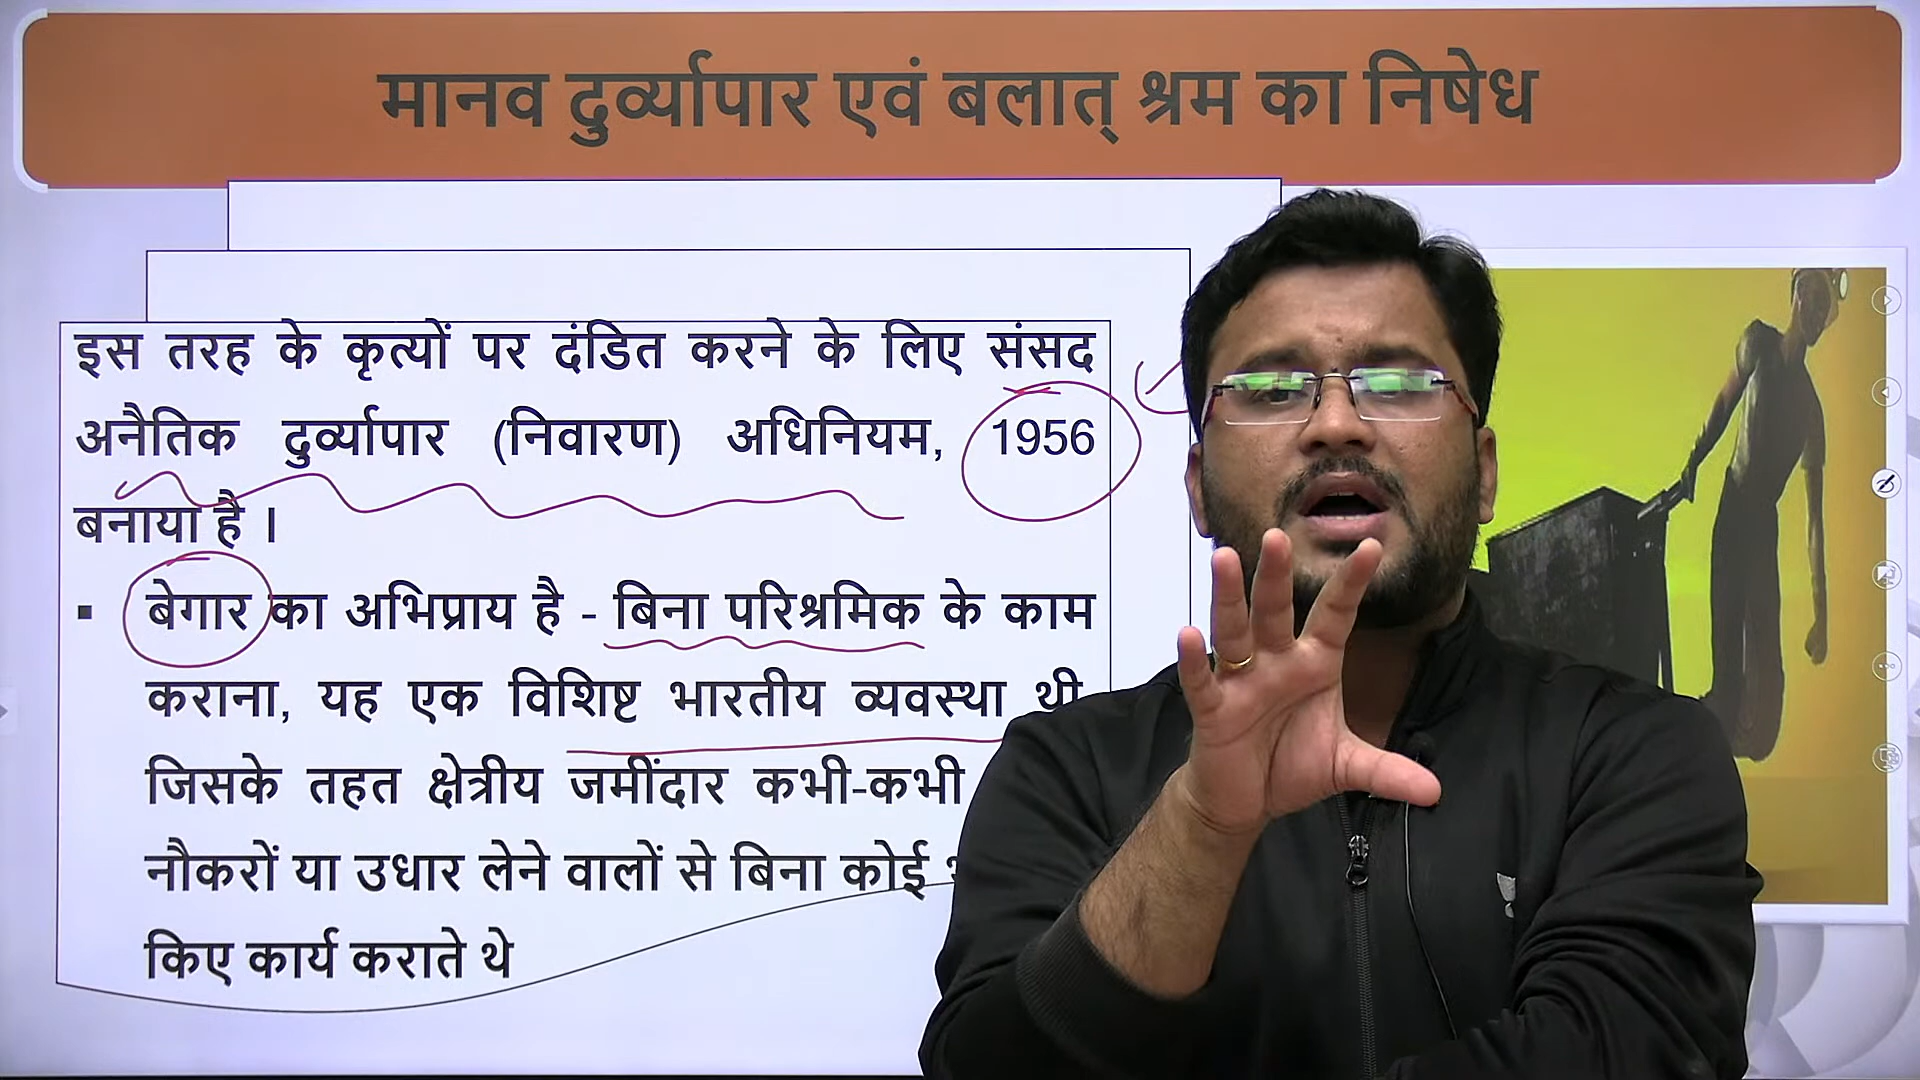 मानव दुर्व्यापार एवं बलात् श्रम का निषेध
इस तरह के कृत्यों पर दंडित करने के लिए संसद
अनैतिक दुर्व्यापार (निवारण) अधिनियम, 1956
बनाया है ।
▪ बेगार का अभिप्राय है - बिना परिश्रमिक के काम
कराना, यह एक विशिष्ट भारतीय व्यवस्था थी
जिसके तहत क्षेत्रीय जमींदार कभी-कभी
नौकरों या उधार लेने वालों से बिना कोई
किए कार्य कराते थे